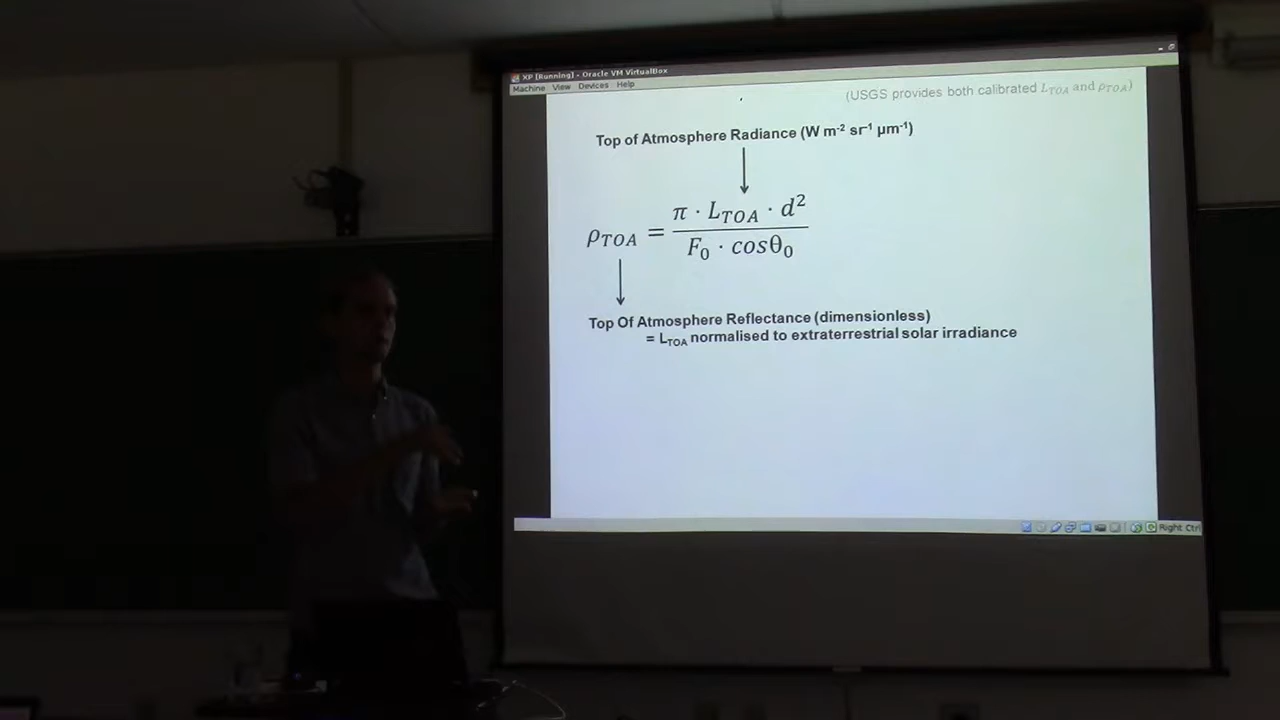 XP [Running] - Oracle VM VirtualBox
Machine View Devices Help
(USGS provides both calibrated L_TOA and ρ_TOA)
Top of Atmosphere Radiance (W m⁻² sr⁻¹ µm⁻¹)
ρ_TOA = (π · L_TOA · d²) / (F₀ · cosθ₀)
Top Of Atmosphere Reflectance (dimensionless)
= L_TOA normalised to extraterrestrial solar irradiance
Right Ctrl